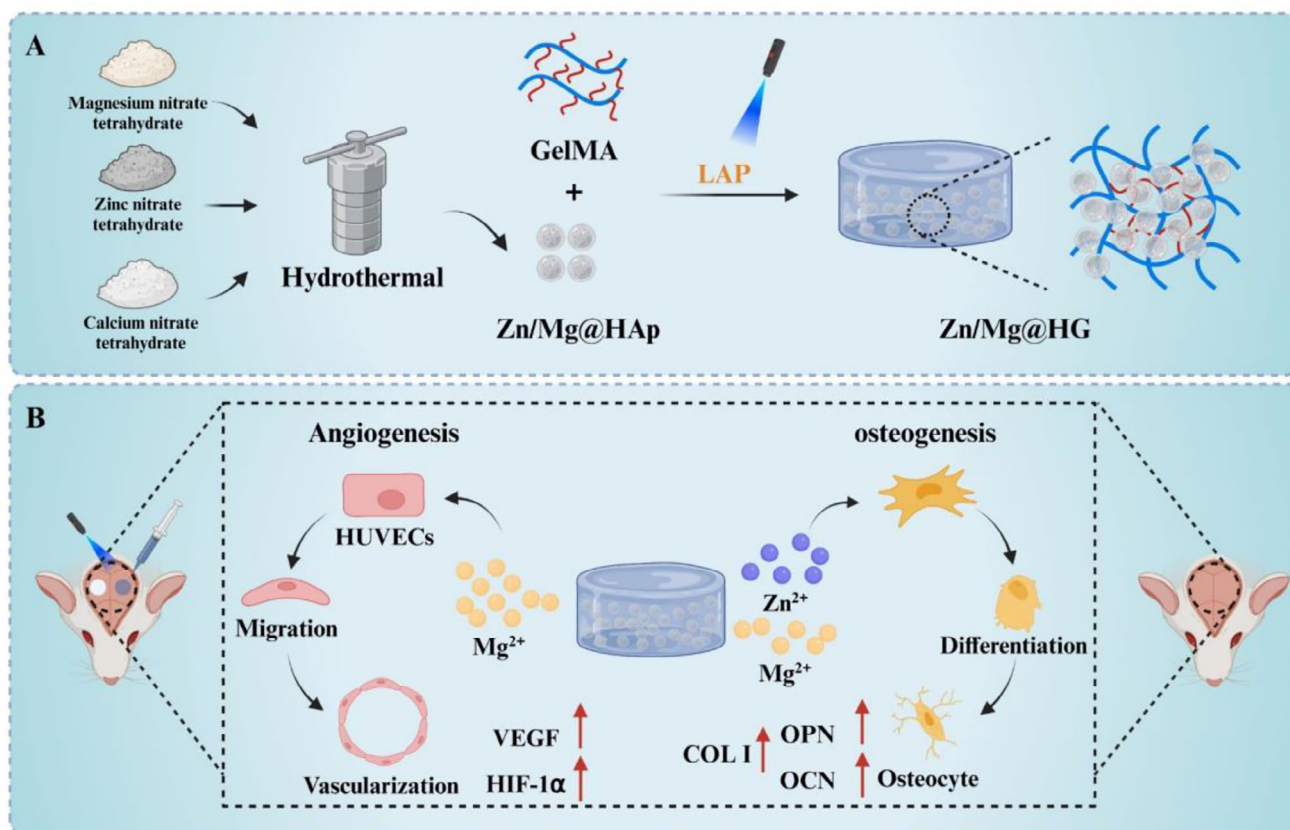 A
Magnesium nitrate
tetrahydrate
Zinc nitrate
tetrahydrate
Calcium nitrate
tetrahydrate
Hydrothermal
GelMA
+
Zn/Mg@HAp
LAP
Zn/Mg@HG
B
Angiogenesis
HUVECs
Migration
Vascularization
Mg²⁺
VEGF
HIF-1α
osteogenesis
Zn²⁺
Mg²⁺
Differentiation
Osteocyte
COL I
OPN
OCN